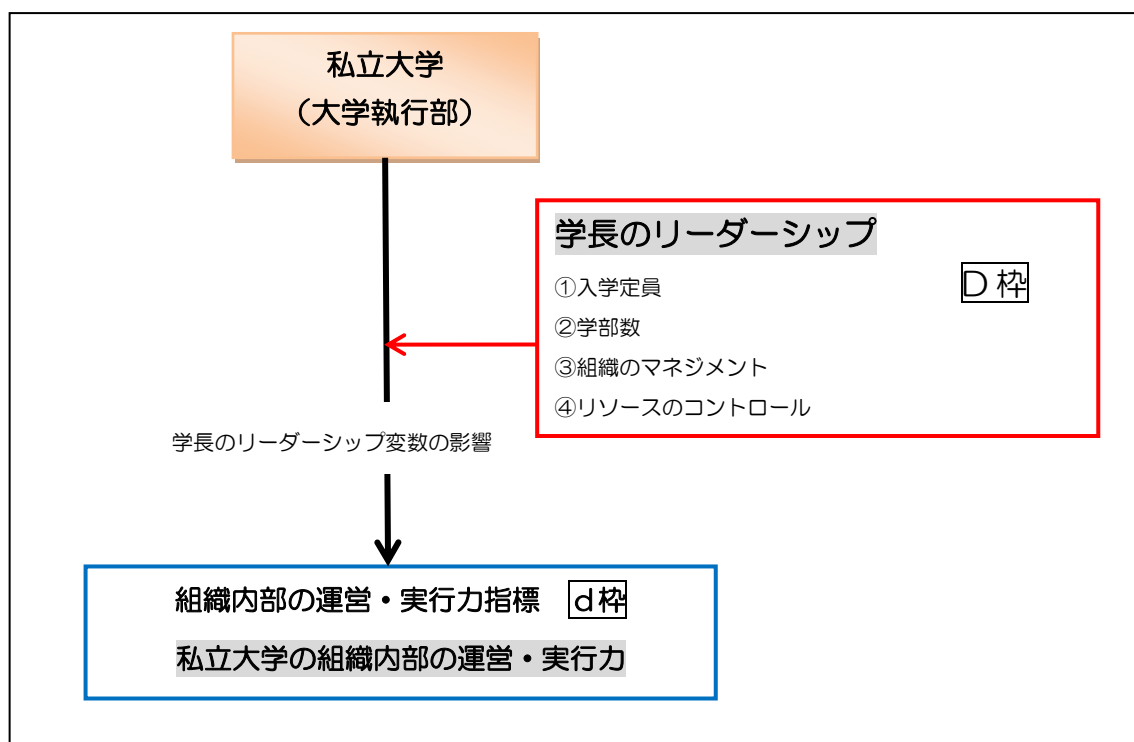 私立大学
（大学執行部）
学長のリーダーシップ
①入学定員
D 枠
②学部数
③組織のマネジメント
④リソースのコントロール
学長のリーダーシップ変数の影響
組織内部の運営・実行力指標 ｄ枠
私立大学の組織内部の運営・実行力